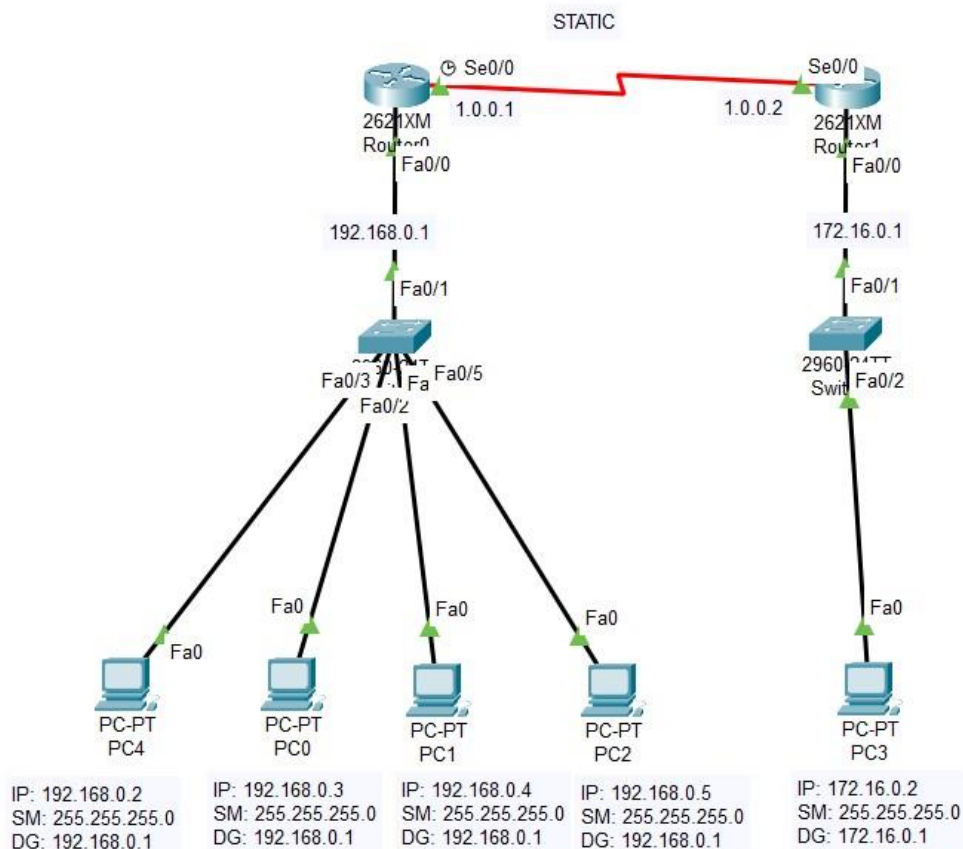 STATIC
Se0/0
Se0/0
1.0.0.1
1.0.0.2
2621XM
Router0
2621XM
Router1
Fa0/0
Fa0/0
192.168.0.1
172.16.0.1
Fa0/1
Fa0/1
2960-24TT
Fa0/3
Fa
Fa0/5
Fa0/2
Swit
Fa0/2
Fa0
Fa0
Fa0
Fa0
Fa0
PC-PT
PC4
PC-PT
PC0
PC-PT
PC1
PC-PT
PC2
PC-PT
PC3
IP: 192.168.0.2
SM: 255.255.255.0
DG: 192.168.0.1
IP: 192.168.0.3
SM: 255.255.255.0
DG: 192.168.0.1
IP: 192.168.0.4
SM: 255.255.255.0
DG: 192.168.0.1
IP: 192.168.0.5
SM: 255.255.255.0
DG: 192.168.0.1
IP: 172.16.0.2
SM: 255.255.255.0
DG: 172.16.0.1